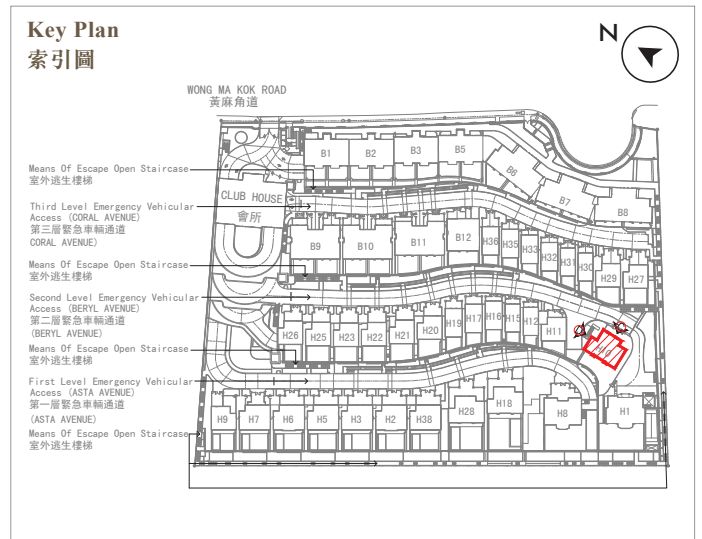 Key Plan
索引圖
N
WONG MA KOK ROAD
黃麻角道
B1 B2 B3 B5
B6
B7
B8
Means Of Escape Open Staircase
室外逃生樓梯
CLUB HOUSE
會所
Third Level Emergency Vehicular
Access (CORAL AVENUE)
第三層緊急車輛通道
CORAL AVENUE)
B9 B10 B11 B12 H36 H35 H33 H32 H31 H30 H29 H27
Means Of Escape Open Staircase
室外逃生樓梯
Second Level Emergency Vehicular
Access (BERYL AVENUE)
第二層緊急車輛通道
(BERYL AVENUE)
H26 H25 H23 H22 H21 H20 H19 H17 H16 H15 H12 H11
H10
Means Of Escape Open Staircase
室外逃生樓梯
First Level Emergency Vehicular
Access (ASTA AVENUE)
第一層緊急車輛通道
(ASTA AVENUE)
H9 H7 H6 H5 H3 H2 H38 H28 H18 H8 H1
Means Of Escape Open Staircase
室外逃生樓梯